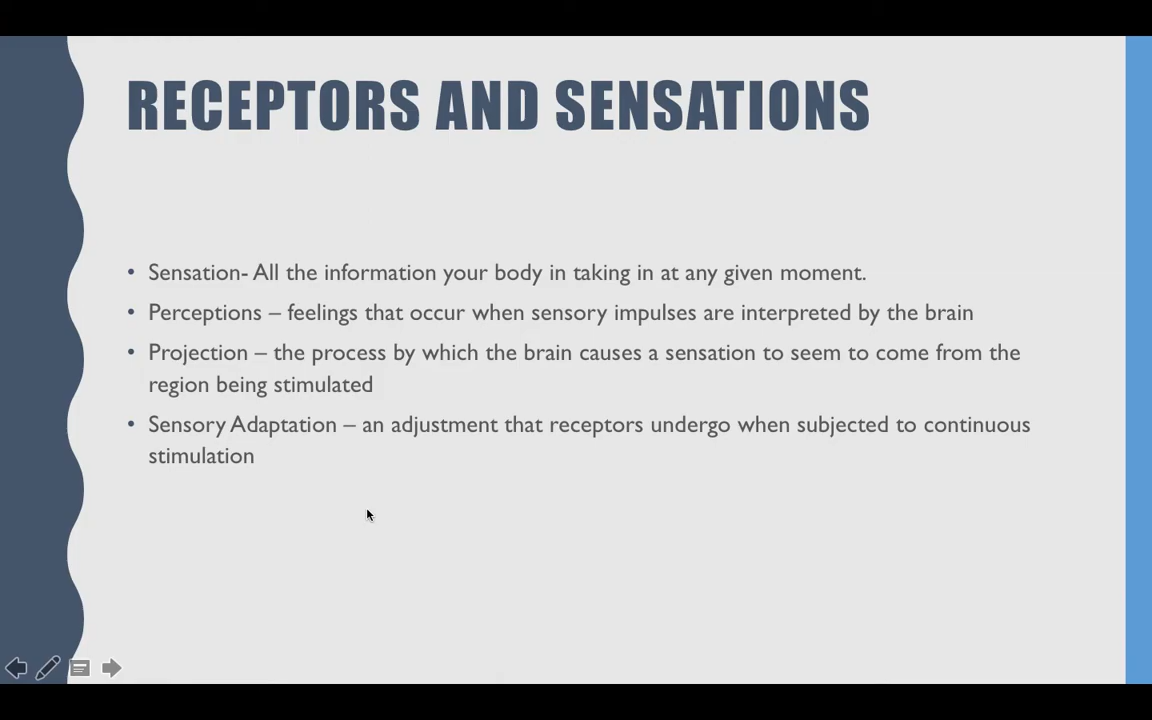 RECEPTORS AND SENSATIONS
• Sensation- All the information your body in taking in at any given moment.
• Perceptions – feelings that occur when sensory impulses are interpreted by the brain
• Projection – the process by which the brain causes a sensation to seem to come from the
region being stimulated
• Sensory Adaptation – an adjustment that receptors undergo when subjected to continuous
stimulation